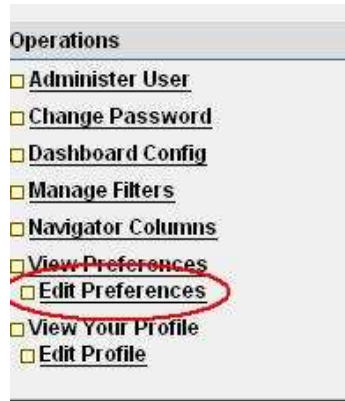 Operations
Administer User
Change Password
Dashboard Config
Manage Filters
Navigator Columns
View Preferences
Edit Preferences
View Your Profile
Edit Profile